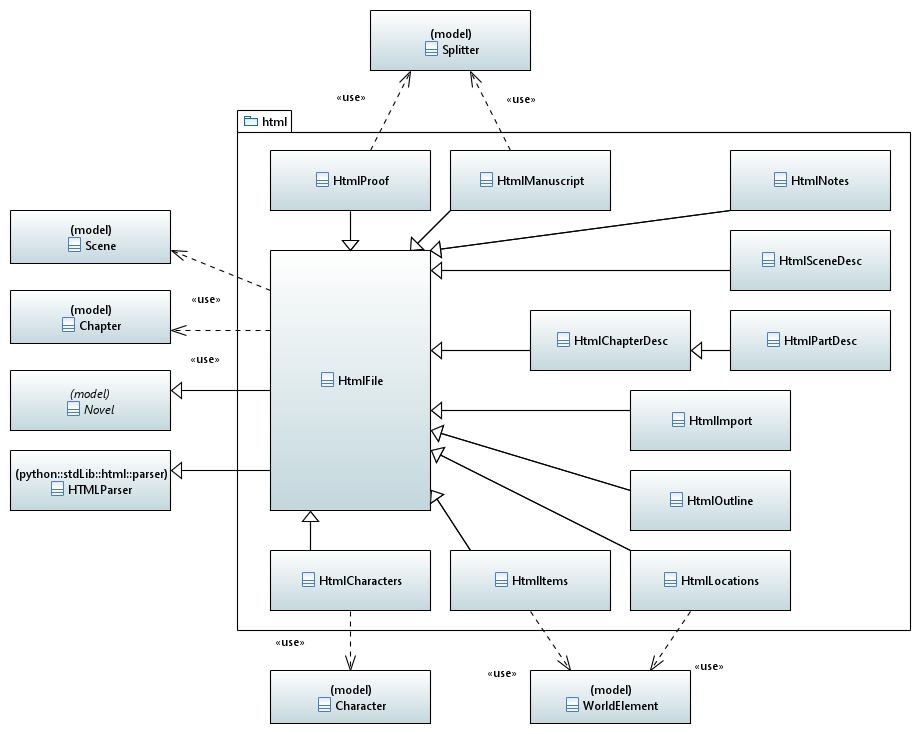 (model)
Splitter
«use»
«use»
html
HtmlProof
HtmlManuscript
HtmlNotes
(model)
Scene
HtmlSceneDesc
«use»
(model)
Chapter
HtmlChapterDesc
HtmlPartDesc
«use»
HtmlFile
(model)
Novel
HtmlImport
(python::stdLib::html::parser)
HTMLParser
HtmlOutline
HtmlCharacters
HtmlItems
HtmlLocations
«use»
«use»
«use»
(model)
Character
(model)
WorldElement